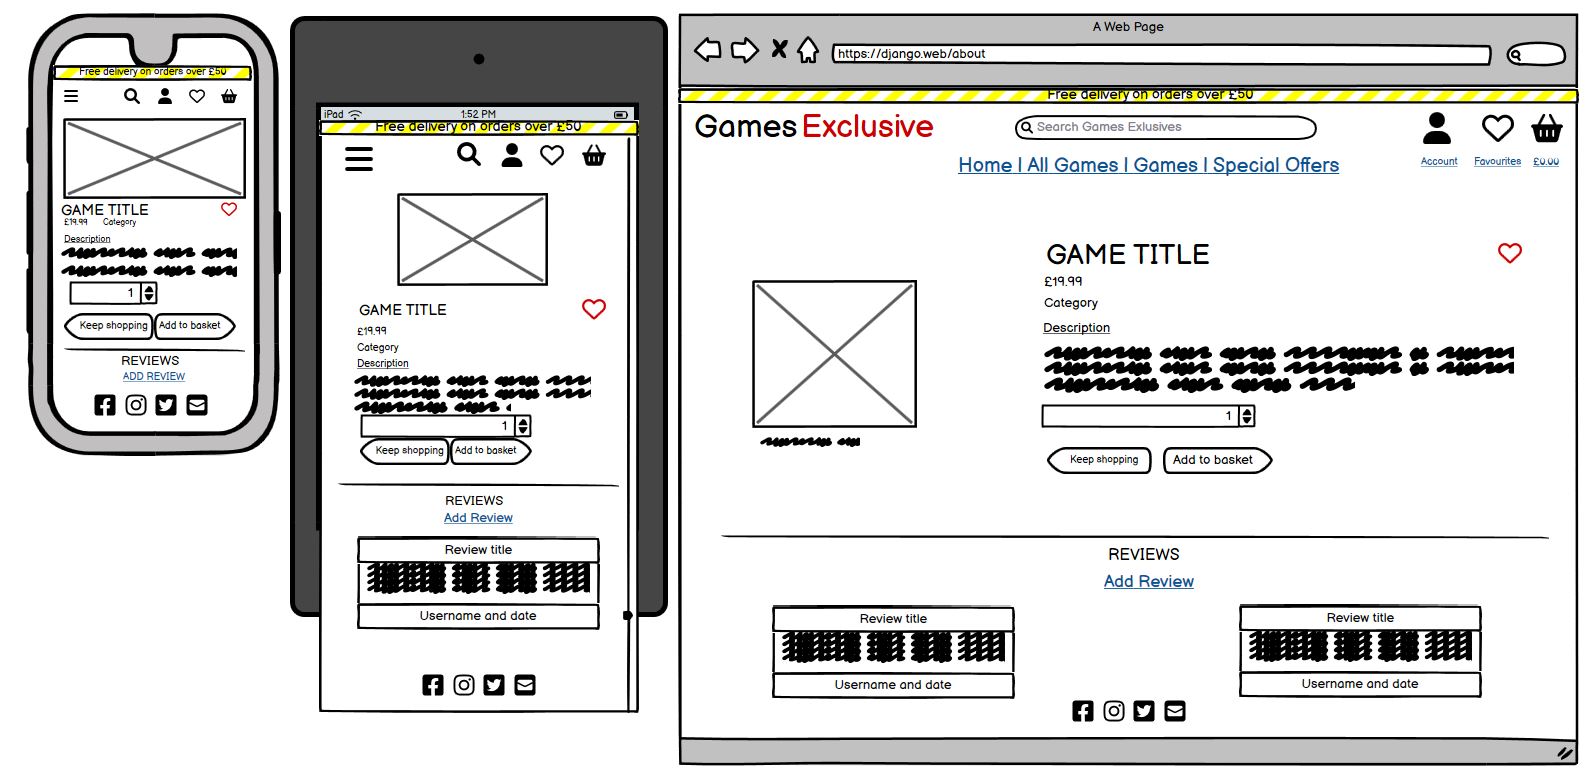 Free delivery on orders over £50
GAME TITLE
£19.99 Category
Description
1
Keep shopping Add to basket
REVIEWS
ADD REVIEW
iPad 1:52 PM
Free delivery on orders over £50
GAME TITLE
£19.99
Category
Description
1
Keep shopping Add to basket
REVIEWS
Add Review
Review title
Username and date
A Web Page
https://django.web/about
Free delivery on orders over £50
Games Exclusive
Search Games Exlusives
Account Favourites £0.00
Home | All Games | Games | Special Offers
GAME TITLE
£19.99
Category
Description
1
Keep shopping Add to basket
REVIEWS
Add Review
Review title Review title
Username and date Username and date